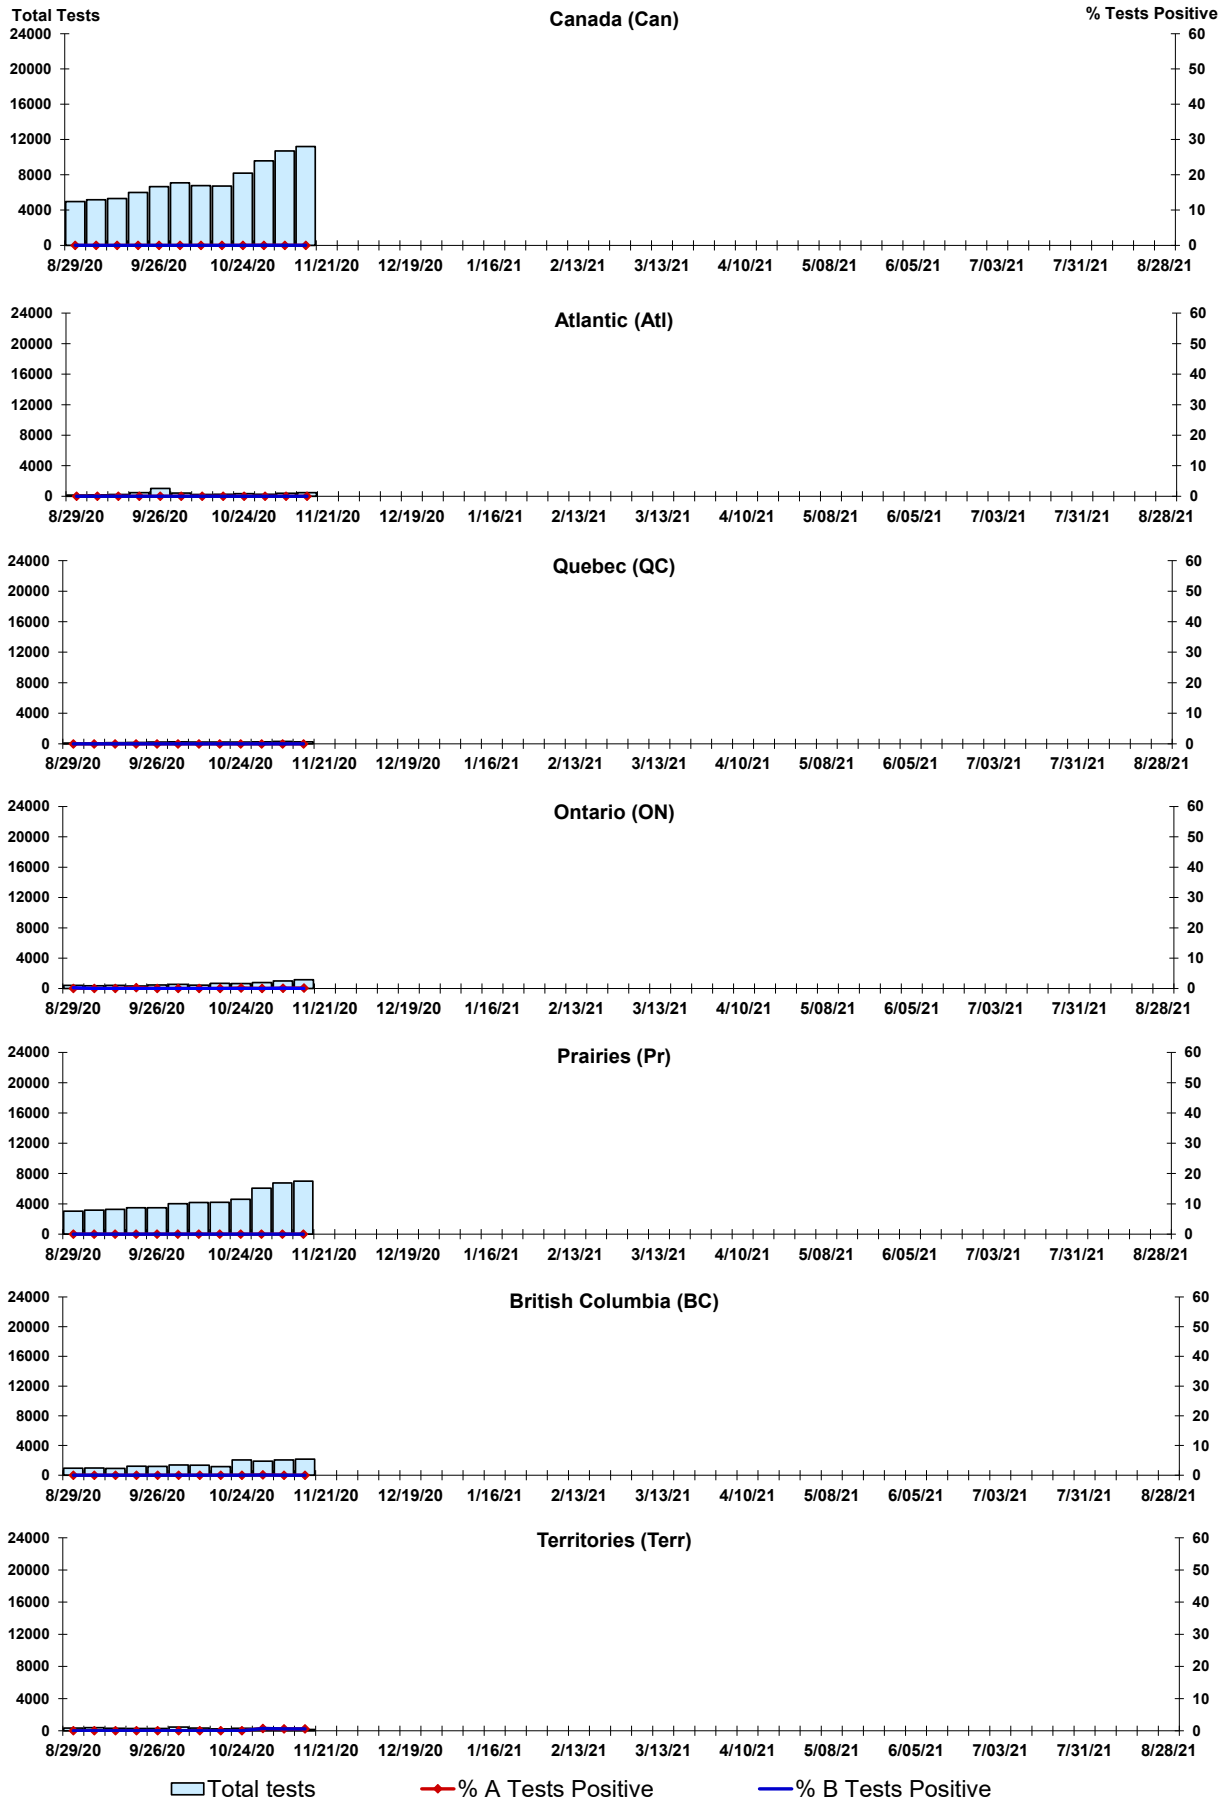 Total Tests
Canada (Can)
% Tests Positive
24000 60
20000 50
16000 40
12000 30
8000 20
4000 10
0 0
8/29/20 9/26/20 10/24/20 11/21/20 12/19/20 1/16/21 2/13/21 3/13/21 4/10/21 5/08/21 6/05/21 7/03/21 7/31/21 8/28/21
Atlantic (Atl)
24000 60
20000 50
16000 40
12000 30
8000 20
4000 10
0 0
8/29/20 9/26/20 10/24/20 11/21/20 12/19/20 1/16/21 2/13/21 3/13/21 4/10/21 5/08/21 6/05/21 7/03/21 7/31/21 8/28/21
Quebec (QC)
24000 60
20000 50
16000 40
12000 30
8000 20
4000 10
0 0
8/29/20 9/26/20 10/24/20 11/21/20 12/19/20 1/16/21 2/13/21 3/13/21 4/10/21 5/08/21 6/05/21 7/03/21 7/31/21 8/28/21
Ontario (ON)
24000 60
20000 50
16000 40
12000 30
8000 20
4000 10
0 0
8/29/20 9/26/20 10/24/20 11/21/20 12/19/20 1/16/21 2/13/21 3/13/21 4/10/21 5/08/21 6/05/21 7/03/21 7/31/21 8/28/21
Prairies (Pr)
24000 60
20000 50
16000 40
12000 30
8000 20
4000 10
0 0
8/29/20 9/26/20 10/24/20 11/21/20 12/19/20 1/16/21 2/13/21 3/13/21 4/10/21 5/08/21 6/05/21 7/03/21 7/31/21 8/28/21
British Columbia (BC)
24000 60
20000 50
16000 40
12000 30
8000 20
4000 10
0 0
8/29/20 9/26/20 10/24/20 11/21/20 12/19/20 1/16/21 2/13/21 3/13/21 4/10/21 5/08/21 6/05/21 7/03/21 7/31/21 8/28/21
Territories (Terr)
24000 60
20000 50
16000 40
12000 30
8000 20
4000 10
0 0
8/29/20 9/26/20 10/24/20 11/21/20 12/19/20 1/16/21 2/13/21 3/13/21 4/10/21 5/08/21 6/05/21 7/03/21 7/31/21 8/28/21
Total tests % A Tests Positive % B Tests Positive